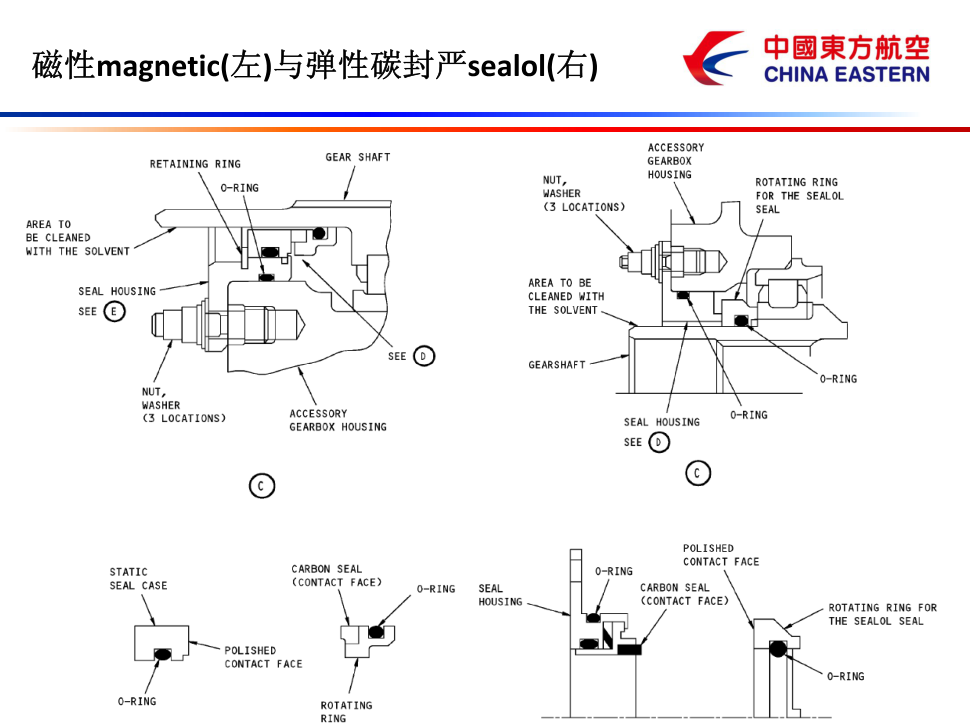 磁性magnetic(左)与弹性碳封严sealol(右)
中國東方航空
CHINA EASTERN
RETAINING RING
GEAR SHAFT
O-RING
AREA TO
BE CLEANED
WITH THE SOLVENT
SEAL HOUSING
SEE E
SEE D
NUT,
WASHER
(3 LOCATIONS)
ACCESSORY
GEARBOX HOUSING
C
ACCESSORY
GEARBOX
HOUSING
NUT,
WASHER
(3 LOCATIONS)
ROTATING RING
FOR THE SEALOL
SEAL
AREA TO BE
CLEANED WITH
THE SOLVENT
GEARSHAFT
O-RING
O-RING
SEAL HOUSING
SEE D
C
STATIC
SEAL CASE
POLISHED
CONTACT FACE
O-RING
CARBON SEAL
(CONTACT FACE)
O-RING
ROTATING
RING
SEAL
HOUSING
O-RING
CARBON SEAL
(CONTACT FACE)
POLISHED
CONTACT FACE
ROTATING RING FOR
THE SEALOL SEAL
O-RING